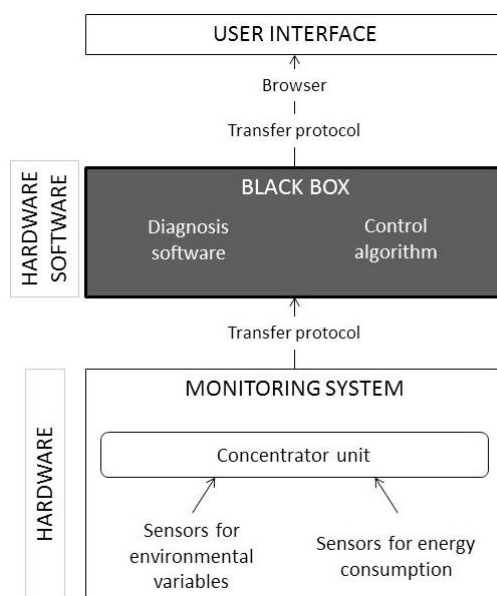 USER INTERFACE
Browser
Transfer protocol
HARDWARE
SOFTWARE
BLACK BOX
Diagnosis
software
Control
algorithm
Transfer protocol
HARDWARE
MONITORING SYSTEM
Concentrator unit
Sensors for
environmental
variables
Sensors for energy
consumption